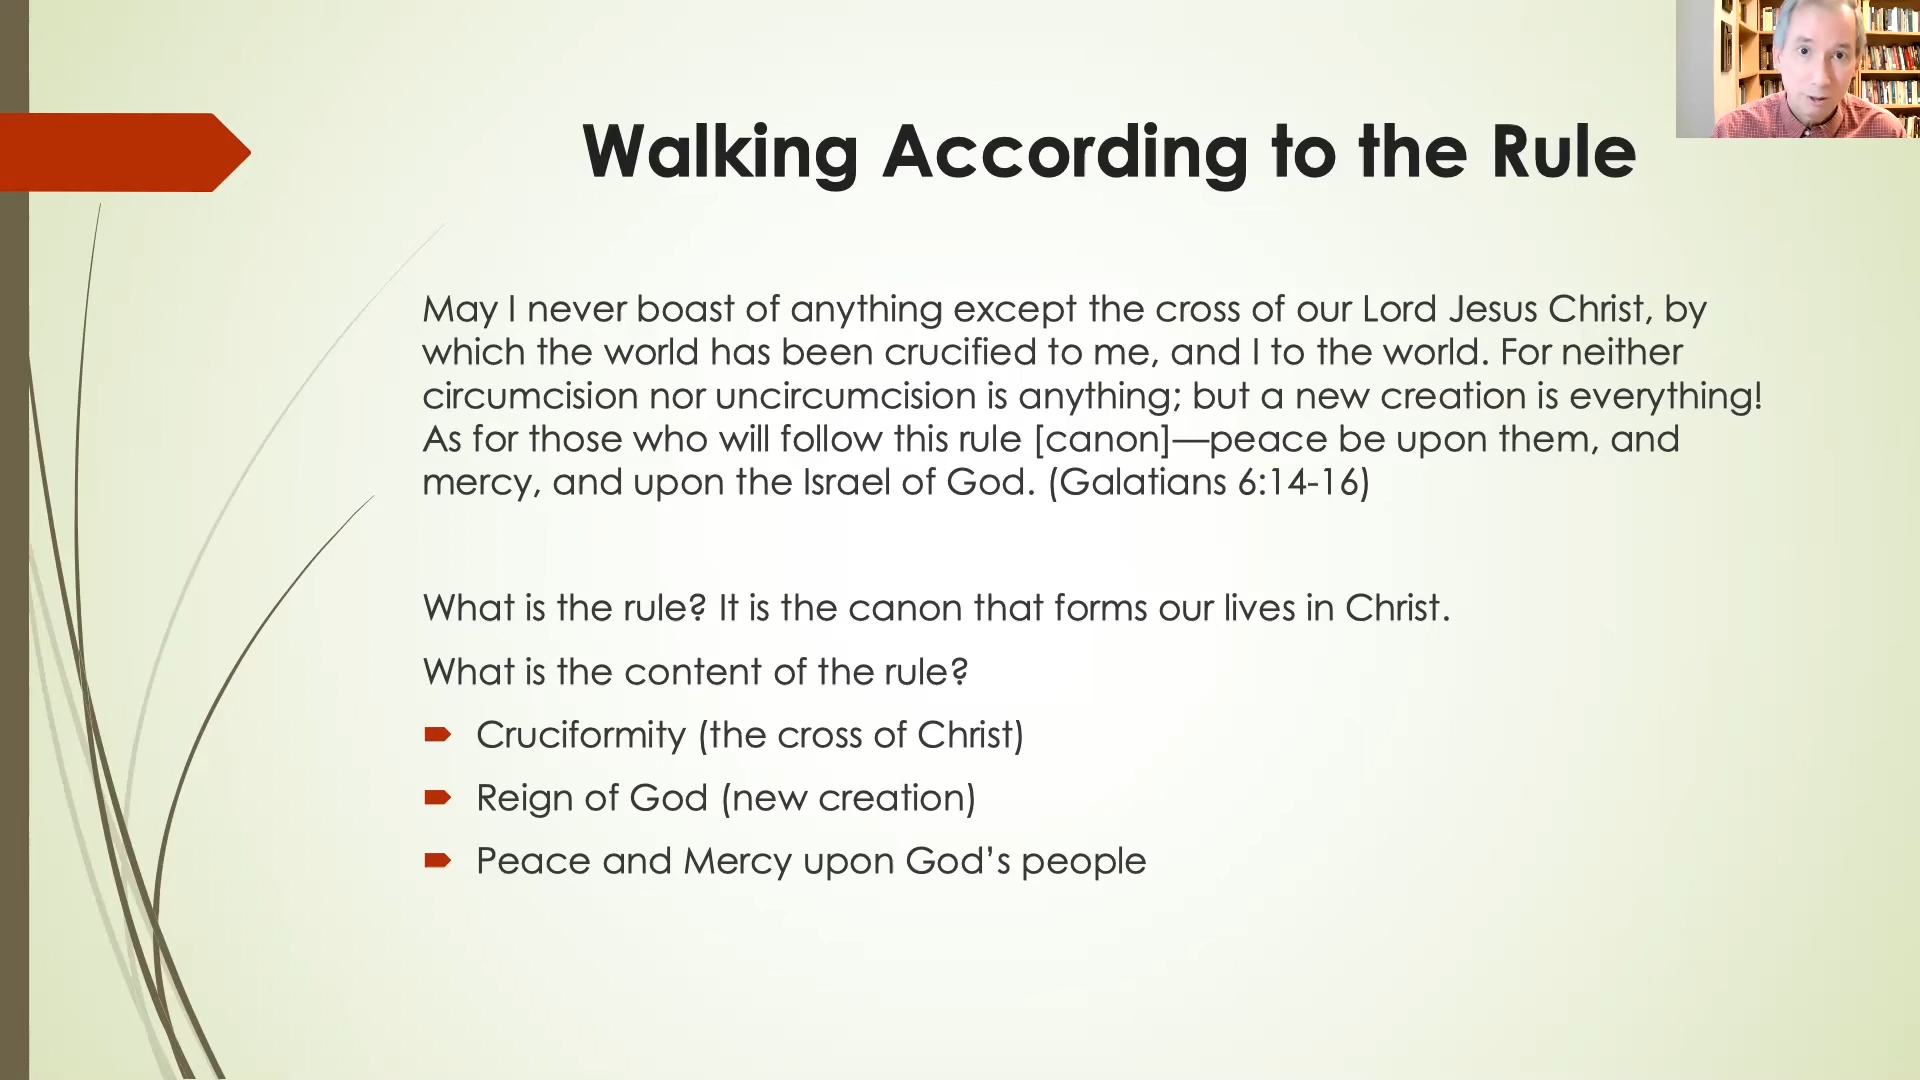 Walking According to the Rule
May I never boast of anything except the cross of our Lord Jesus Christ, by
which the world has been crucified to me, and I to the world. For neither
circumcision nor uncircumcision is anything; but a new creation is everything!
As for those who will follow this rule [canon]—peace be upon them, and
mercy, and upon the Israel of God. (Galatians 6:14-16)
What is the rule? It is the canon that forms our lives in Christ.
What is the content of the rule?
Cruciformity (the cross of Christ)
Reign of God (new creation)
Peace and Mercy upon God’s people